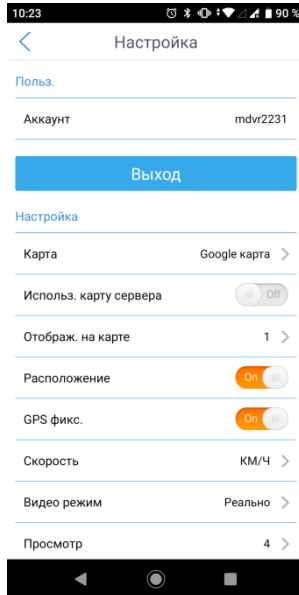 10:23 90 %
Настройка
Польз.
Аккаунт mdvr2231
Выход
Настройка
Карта Google карта
Использ. карту сервера Off
Отображ. на карте 1
Расположение On
GPS фикс. On
Скорость КМ/Ч
Видео режим Реально
Просмотр 4